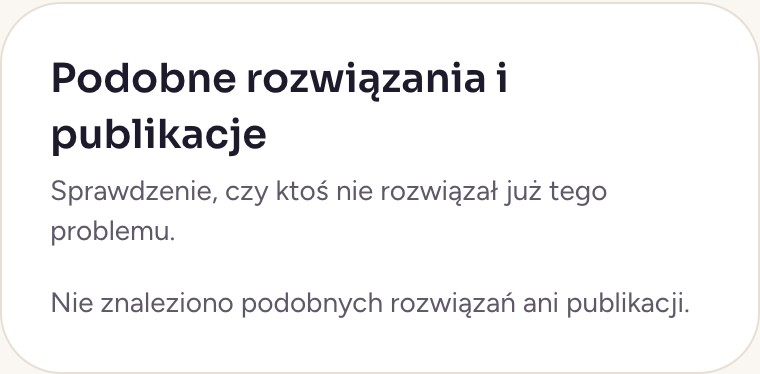 Podobne rozwiązania i
publikacje
Sprawdzenie, czy ktoś nie rozwiązał już tego
problemu.
Nie znaleziono podobnych rozwiązań ani publikacji.